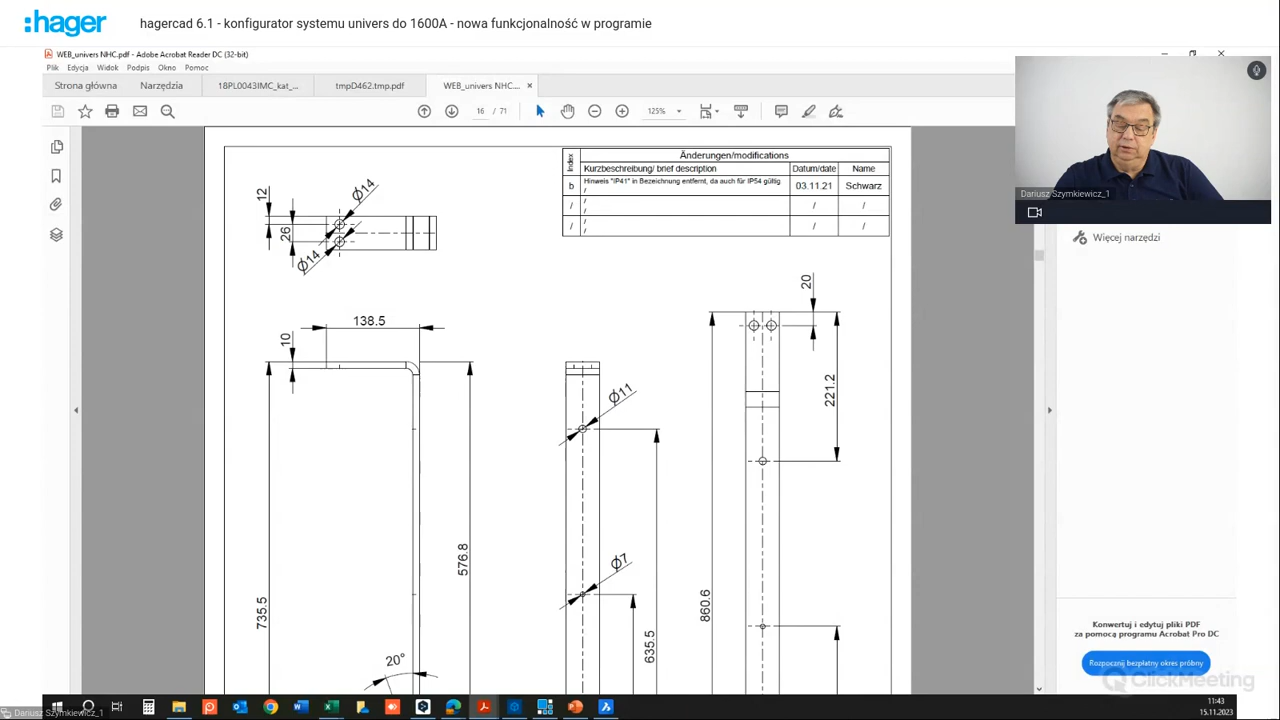 :hager
hagercad 6.1 - konfigurator systemu univers do 1600A - nowa funkcjonalność w programie
WEB_univers NHC.pdf - Adobe Acrobat Reader DC (32-bit)
Plik Edycja Widok Podpis Okno Pomoc
Strona główna Narzędzia 18PL0043IMC_kat_... tmpD462.tmp.pdf WEB_univers NHC.... ×
16 / 71 125%
Dariusz Szymkiewicz_1
Więcej narzędzi
Index Änderungen/modifications
Kurzbeschreibung/ brief description Datum/date Name
b Hinweis "IP41" in Bezeichnung entfernt, da auch für IP54 gültig 03.11.21 Schwarz
/ / / / /
/ / / / /
12
Ø14
26
Ø14
20
138.5
10
Ø11
221.2
Ø7
576.8
735.5
635.5
860.6
20°
Konwertuj i edytuj pliki PDF
za pomocą programu Acrobat Pro DC
Rozpocznij bezpłatny okres próbny
ClickMeeting
11:43
15.11.2023
Dariusz Szymkiewicz_1